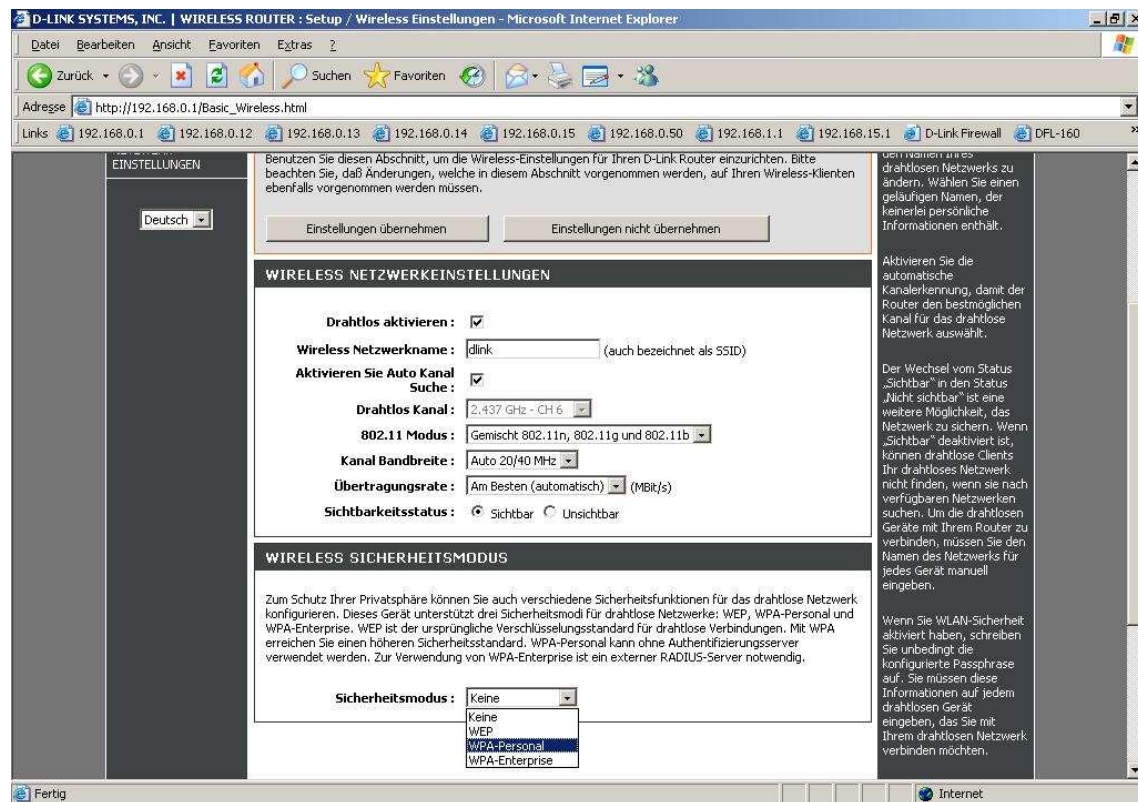 D-LINK SYSTEMS, INC. | WIRELESS ROUTER : Setup / Wireless Einstellungen - Microsoft Internet Explorer
Datei Bearbeiten Ansicht Favoriten Extras ?
Zurück Suchen Favoriten
Adresse http://192.168.0.1/Basic_Wireless.html
Links 192.168.0.1 192.168.0.12 192.168.0.13 192.168.0.14 192.168.0.15 192.168.0.50 192.168.1.1 192.168.15.1 D-Link Firewall DFL-160 »
EINSTELLUNGEN
Deutsch
Benutzen Sie diesen Abschnitt, um die Wireless-Einstellungen für Ihren D-Link Router einzurichten. Bitte
beachten Sie, daß Änderungen, welche in diesem Abschnitt vorgenommen werden, auf Ihren Wireless-Klienten
ebenfalls vorgenommen werden müssen.
Einstellungen übernehmen Einstellungen nicht übernehmen
WIRELESS NETZWERKEINSTELLUNGEN
Drahtlos aktivieren :
Wireless Netzwerkname : dlink (auch bezeichnet als SSID)
Aktivieren Sie Auto Kanal
Suche :
Drahtlos Kanal : 2.437 GHz - CH 6
802.11 Modus : Gemischt 802.11n, 802.11g und 802.11b
Kanal Bandbreite : Auto 20/40 MHz
Übertragungsrate : Am Besten (automatisch) (MBit/s)
Sichtbarkeitsstatus : Sichtbar Unsichtbar
WIRELESS SICHERHEITSMODUS
Zum Schutz Ihrer Privatsphäre können Sie auch verschiedene Sicherheitsfunktionen für das drahtlose Netzwerk
konfigurieren. Dieses Gerät unterstützt drei Sicherheitsmodi für drahtlose Netzwerke: WEP, WPA-Personal und
WPA-Enterprise. WEP ist der ursprüngliche Verschlüsselungsstandard für drahtlose Verbindungen. Mit WPA
erreichen Sie einen höheren Sicherheitsstandard. WPA-Personal kann ohne Authentifizierungsserver
verwendet werden. Zur Verwendung von WPA-Enterprise ist ein externer RADIUS-Server notwendig.
Sicherheitsmodus : Keine
Keine
WEP
WPA-Personal
WPA-Enterprise
den Namen Ihres
drahtlosen Netzwerks zu
ändern. Wählen Sie einen
geläufigen Namen, der
keinerlei persönliche
Informationen enthält.
Aktivieren Sie die
automatische
Kanalerkennung, damit der
Router den bestmöglichen
Kanal für das drahtlose
Netzwerk auswählt.
Der Wechsel vom Status
„Sichtbar" in den Status
„Nicht sichtbar" ist eine
weitere Möglichkeit, das
Netzwerk zu sichern. Wenn
„Sichtbar" deaktiviert ist,
können drahtlose Clients
Ihr drahtloses Netzwerk
nicht finden, wenn sie nach
verfügbaren Netzwerken
suchen. Um die drahtlosen
Geräte mit Ihrem Router zu
verbinden, müssen Sie den
Namen des Netzwerks für
jedes Gerät manuell
eingeben.
Wenn Sie WLAN-Sicherheit
aktiviert haben, schreiben
Sie unbedingt die
konfigurierte Passphrase
auf. Sie müssen diese
Informationen auf jedem
drahtlosen Gerät
eingeben, das Sie mit
Ihrem drahtlosen Netzwerk
verbinden möchten.
Fertig Internet